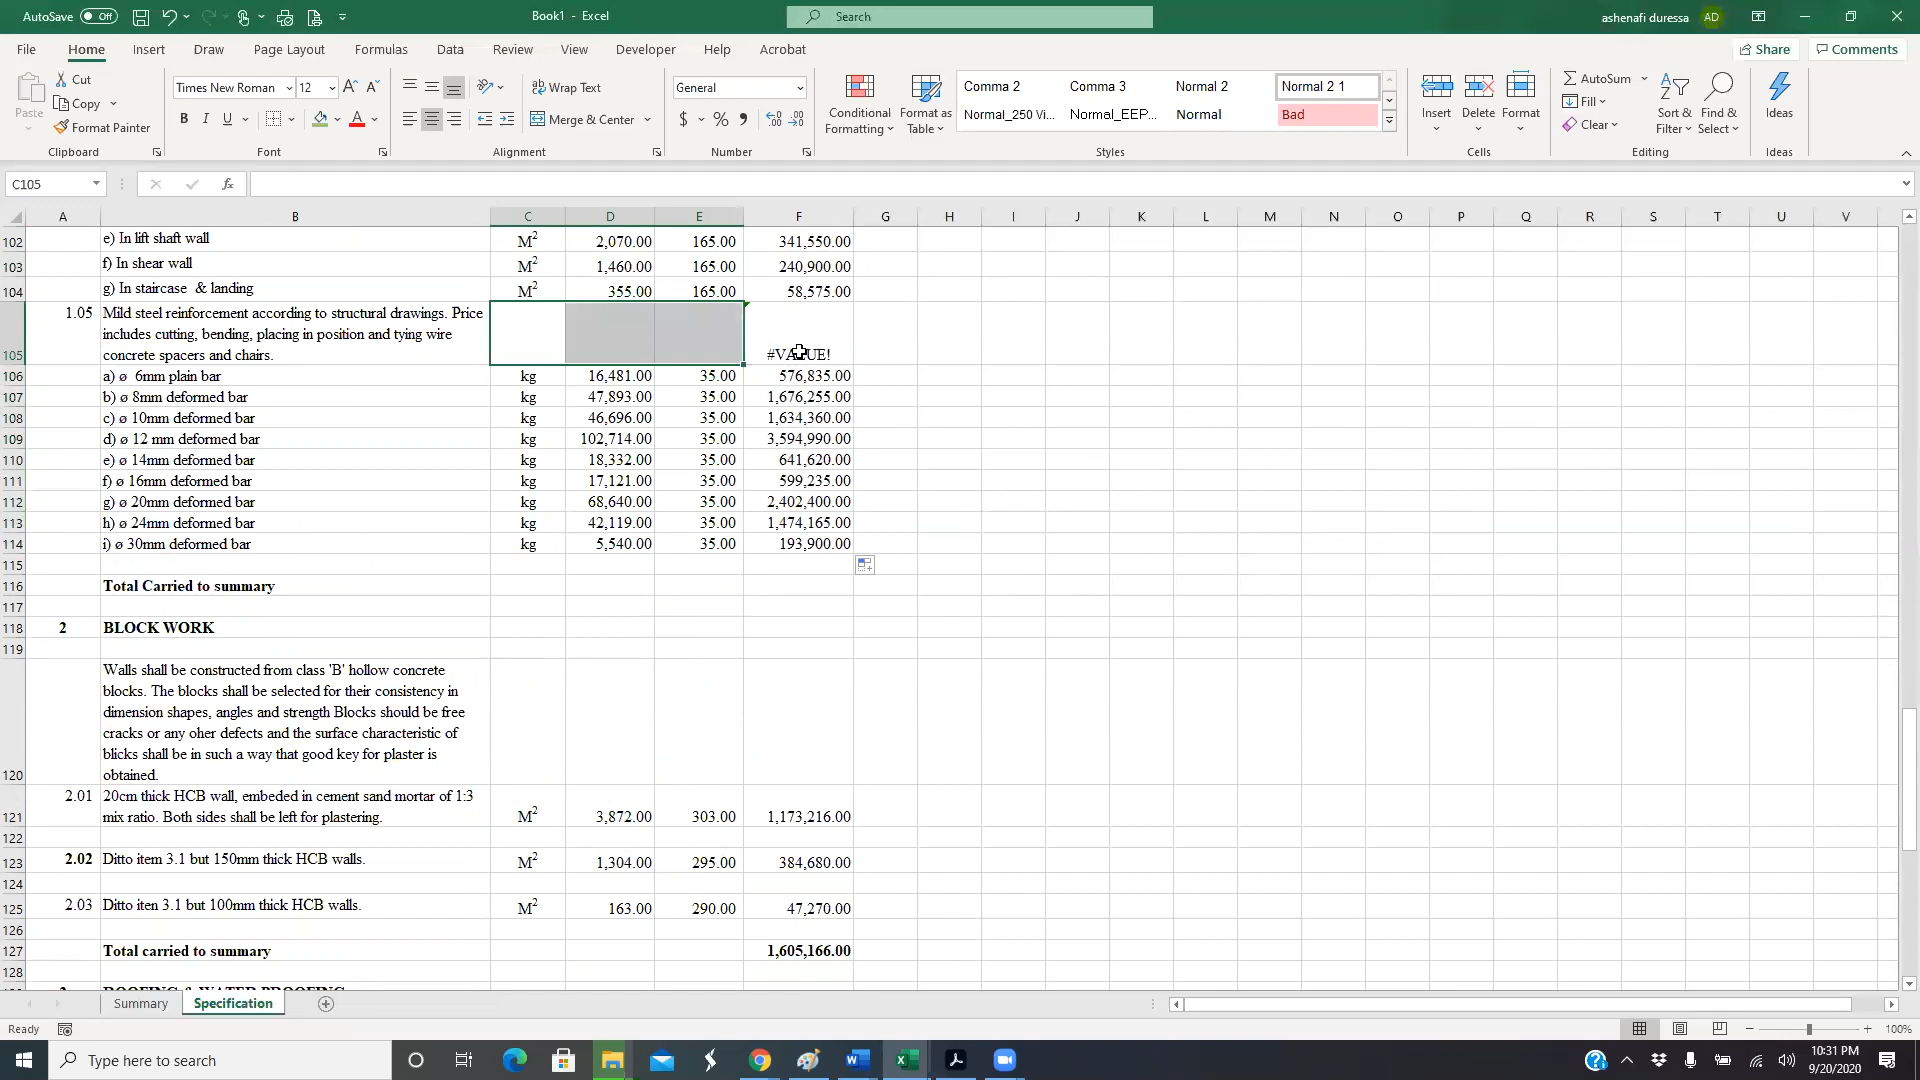 AutoSave Off Book1 - Excel Search ashenafi duressa AD
File Home Insert Draw Page Layout Formulas Data Review View Developer Help Acrobat Share Comments
Paste Cut Copy Format Painter Clipboard
Times New Roman 12 Font
Wrap Text Merge & Center Alignment
General Number
Conditional Formatting Format as Table
Comma 2 Comma 3 Normal 2 Normal 2 1
Normal_250 Vi... Normal_EEP... Normal Bad
Styles
Insert Delete Format Cells
AutoSum Fill Clear Sort & Filter Find & Select Editing
Ideas Ideas
C105 fx
A B C D E F G H I J K L M N O P Q R S T U V
102 e) In lift shaft wall M2 2,070.00 165.00 341,550.00
103 f) In shear wall M2 1,460.00 165.00 240,900.00
104 g) In staircase & landing M2 355.00 165.00 58,575.00
1.05 Mild steel reinforcement according to structural drawings. Price
includes cutting, bending, placing in position and tying wire
105 concrete spacers and chairs. #VALUE!
106 a) ø 6mm plain bar kg 16,481.00 35.00 576,835.00
107 b) ø 8mm deformed bar kg 47,893.00 35.00 1,676,255.00
108 c) ø 10mm deformed bar kg 46,696.00 35.00 1,634,360.00
109 d) ø 12 mm deformed bar kg 102,714.00 35.00 3,594,990.00
110 e) ø 14mm deformed bar kg 18,332.00 35.00 641,620.00
111 f) ø 16mm deformed bar kg 17,121.00 35.00 599,235.00
112 g) ø 20mm deformed bar kg 68,640.00 35.00 2,402,400.00
113 h) ø 24mm deformed bar kg 42,119.00 35.00 1,474,165.00
114 i) ø 30mm deformed bar kg 5,540.00 35.00 193,900.00
115
116 Total Carried to summary
117
118 2 BLOCK WORK
119
Walls shall be constructed from class 'B' hollow concrete
blocks. The blocks shall be selected for their consistency in
dimension shapes, angles and strength Blocks should be free
cracks or any oher defects and the surface characteristic of
blicks shall be in such a way that good key for plaster is
120 obtained.
2.01 20cm thick HCB wall, embeded in cement sand mortar of 1:3
121 mix ratio. Both sides shall be left for plastering. M2 3,872.00 303.00 1,173,216.00
122
123 2.02 Ditto item 3.1 but 150mm thick HCB walls. M2 1,304.00 295.00 384,680.00
124
125 2.03 Ditto iten 3.1 but 100mm thick HCB walls. M2 163.00 290.00 47,270.00
126
127 Total carried to summary 1,605,166.00
128
Summary Specification
Ready 100%
Type here to search 10:31 PM
9/20/2020